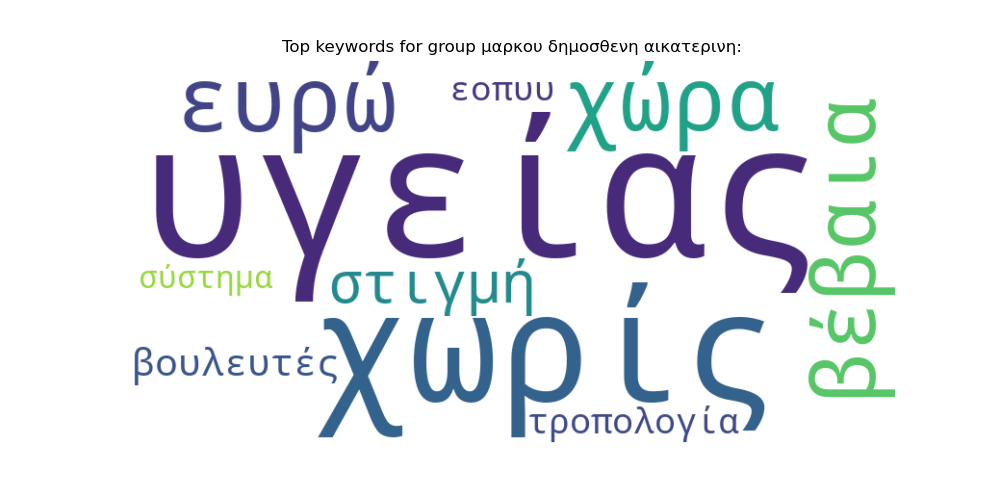 Top keywords for group μαρκου δημοσθενη αικατερινη:
ευρώ
εοπυυ
χώρα
υγείας
βέβαια
σύστημα
στιγμή
χωρίς
βουλευτές
τροπολογία